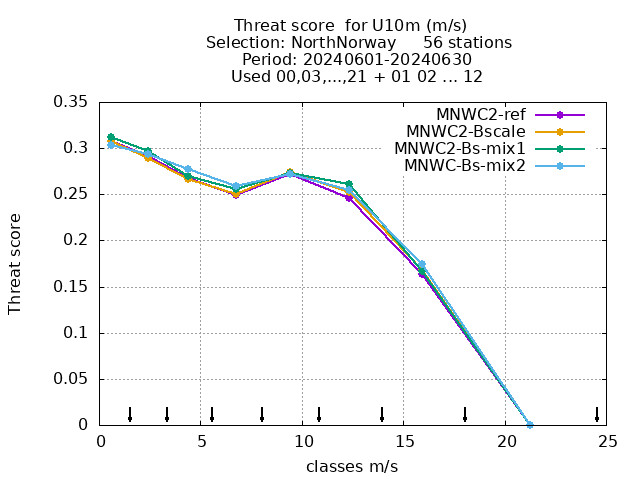 Threat score  for U10m (m/s)
Selection: NorthNorway     56 stations
Period: 20240601-20240630
Used 00,03,...,21 + 01 02 ... 12
MNWC2-ref
MNWC2-Bscale
MNWC2-Bs-mix1
MNWC-Bs-mix2
0.35
0.3
0.25
0.2
0.15
0.1
0.05
0
Threat score
0 5 10 15 20 25
classes m/s